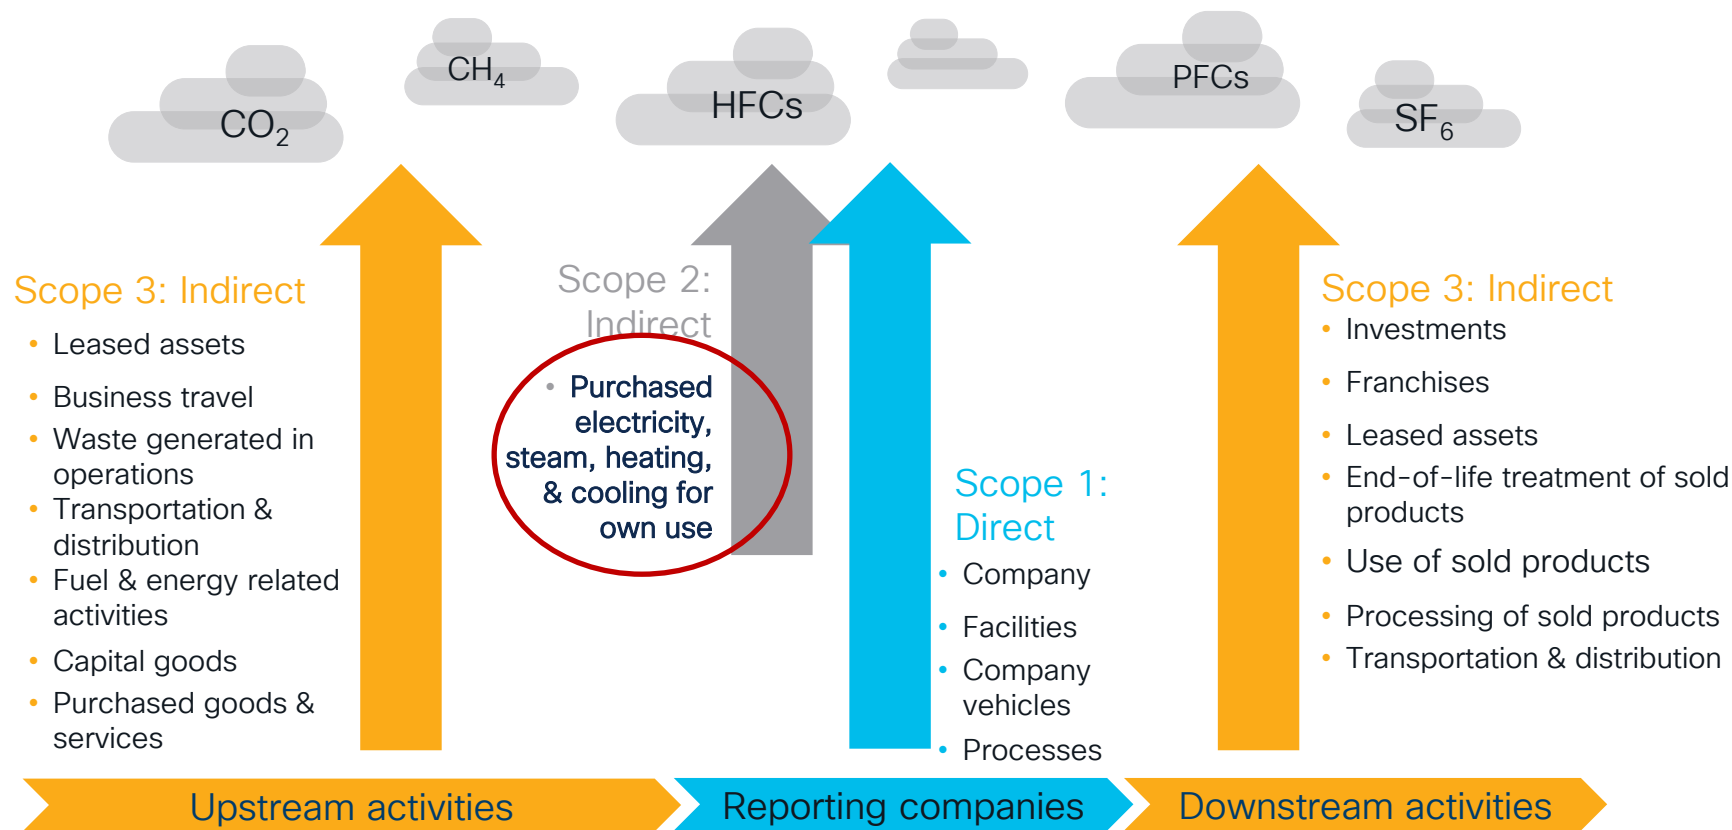 CO₂
CH₄
HFCs
PFCs
SF₆
Scope 3: Indirect
• Leased assets
• Business travel
• Waste generated in
operations
• Transportation &
distribution
• Fuel & energy related
activities
• Capital goods
• Purchased goods &
services
Scope 2:
Indirect
• Purchased
electricity,
steam, heating,
& cooling for
own use
Scope 1:
Direct
• Company
• Facilities
• Company
vehicles
• Processes
Scope 3: Indirect
• Investments
• Franchises
• Leased assets
• End-of-life treatment of sold
products
• Use of sold products
• Processing of sold products
• Transportation & distribution
Upstream activities
Reporting companies
Downstream activities